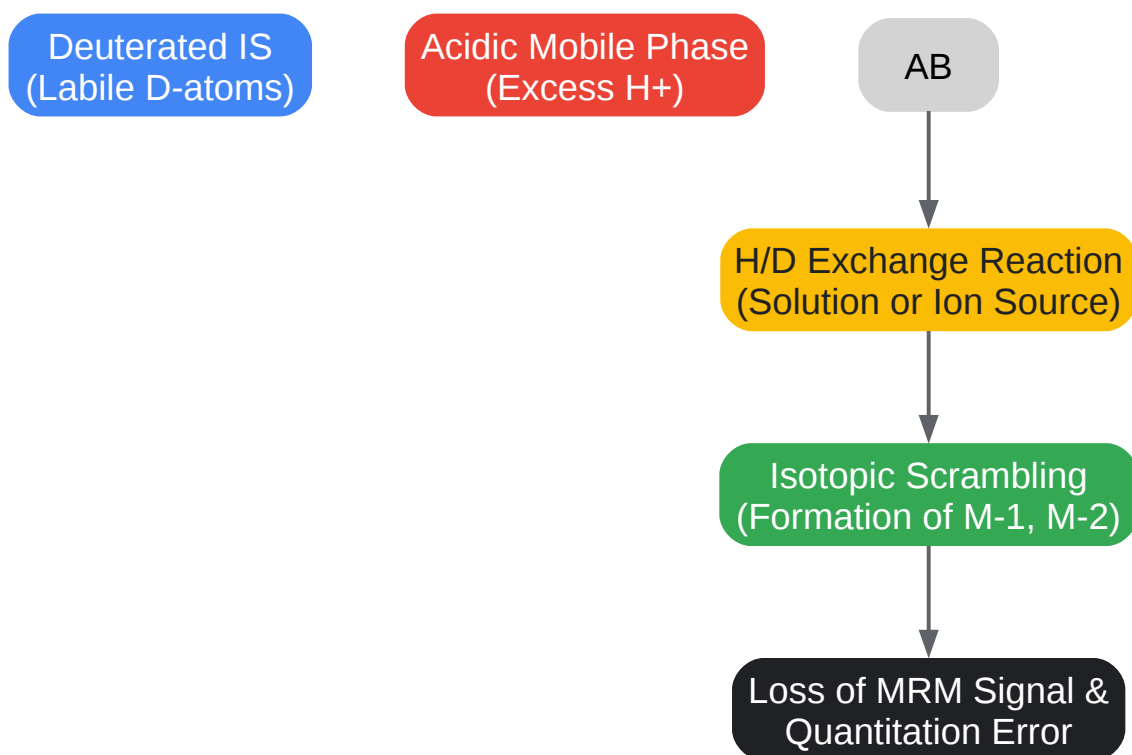 Deuterated IS
(Labile D-atoms)
Acidic Mobile Phase
(Excess H+)
AB
H/D Exchange Reaction
(Solution or Ion Source)
Isotopic Scrambling
(Formation of M-1, M-2)
Loss of MRM Signal &
Quantitation Error